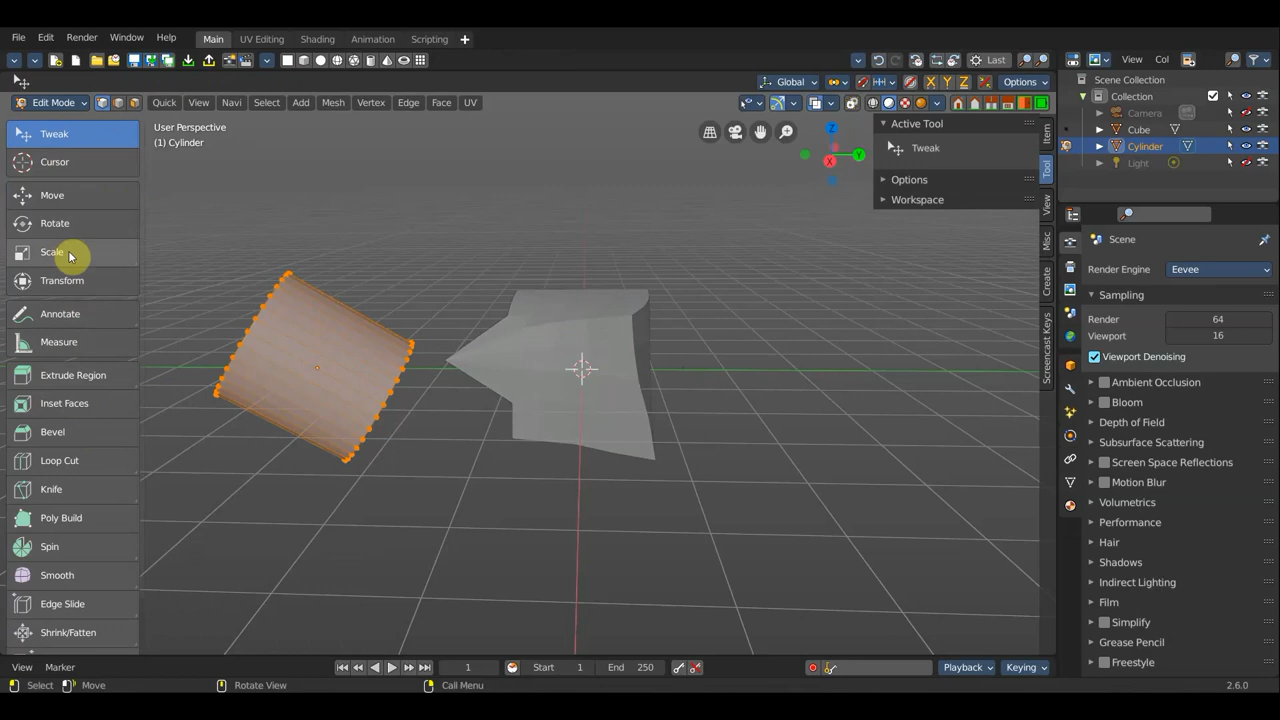 File Edit Render Window Help Main UV Editing Shading Animation Scripting
Last View Col
Global Options
Edit Mode Quick View Navi Select Add Mesh Vertex Edge Face UV
Tweak
Cursor
Move
Rotate
Scale
Transform
Annotate
Measure
Extrude Region
Inset Faces
Bevel
Loop Cut
Knife
Poly Build
Spin
Smooth
Edge Slide
Shrink/Fatten
User Perspective
(1) Cylinder
Z
Y
X
X Y Z
Active Tool
Tweak
Options
Workspace
Item
Tool
View
Misc
Create
Screencast Keys
Scene Collection
Collection
Camera
Cube
Cylinder
Light
Scene
Render Engine Eevee
Sampling
Render 64
Viewport 16
Viewport Denoising
Ambient Occlusion
Bloom
Depth of Field
Subsurface Scattering
Screen Space Reflections
Motion Blur
Volumetrics
Performance
Hair
Shadows
Indirect Lighting
Film
Simplify
Grease Pencil
Freestyle
View Marker 1 Start 1 End 250 Playback Keying
Select Move Rotate View Call Menu 2.6.0